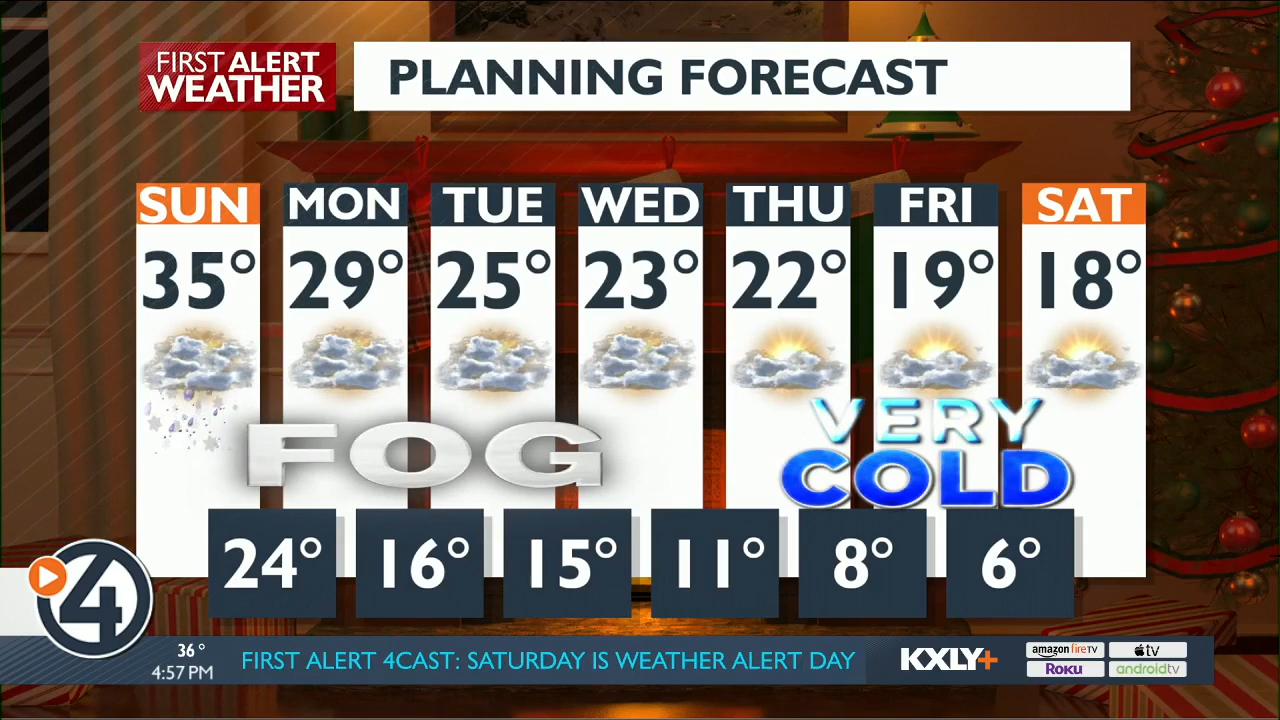 FIRST ALERT
WEATHER
PLANNING FORECAST
SUN MON TUE WED THU FRI SAT
35° 29° 25° 23° 22° 19° 18°
FOG
VERY
COLD
24° 16° 15° 11° 8° 6°
4
36°
4:57 PM
FIRST ALERT 4CAST: SATURDAY IS WEATHER ALERT DAY
KXLY+
amazon fireTV
tv
Roku
androidtv